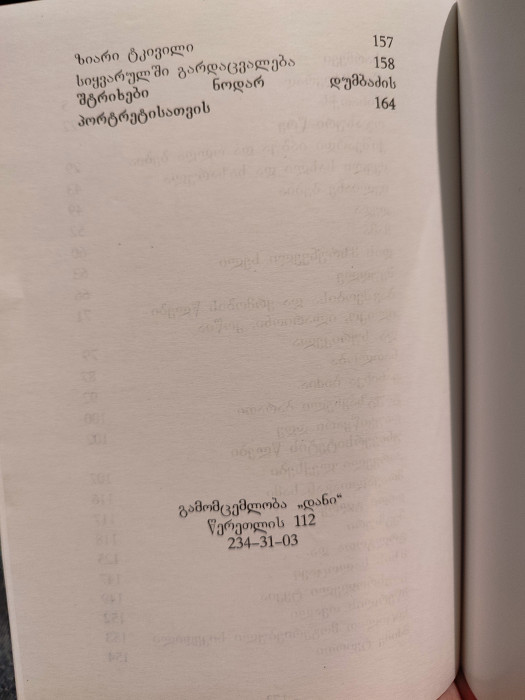 ზიარი ტკივილი 157
სიყვარულში გარდაცვალება 158
შტრიხები ნოდარ დუმბაძის
პორტრეტისათვის 164
გამომცემლობა „დანი“
წერეთლის 112
234–31–03